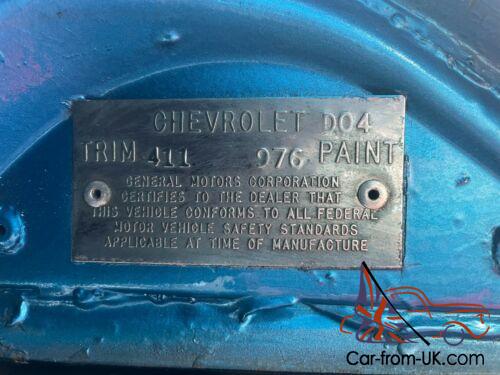 CHEVROLET D04
TRIM 411 976 PAINT
GENERAL MOTORS CORPORATION
CERTIFIES TO THE DEALER THAT
THIS VEHICLE CONFORMS TO ALL FEDERAL
MOTOR VEHICLE SAFETY STANDARDS
APPLICABLE AT TIME OF MANUFACTURE
Car-from-UK.com